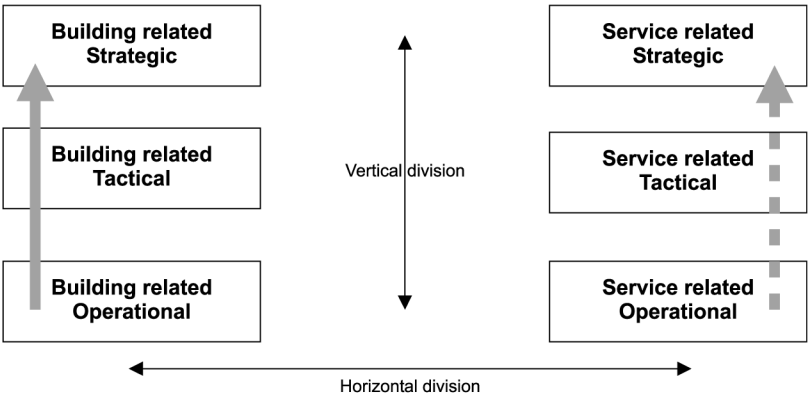 Building related
Strategic
Service related
Strategic
Building related
Tactical
Vertical division
Service related
Tactical
Building related
Operational
Service related
Operational
Horizontal division